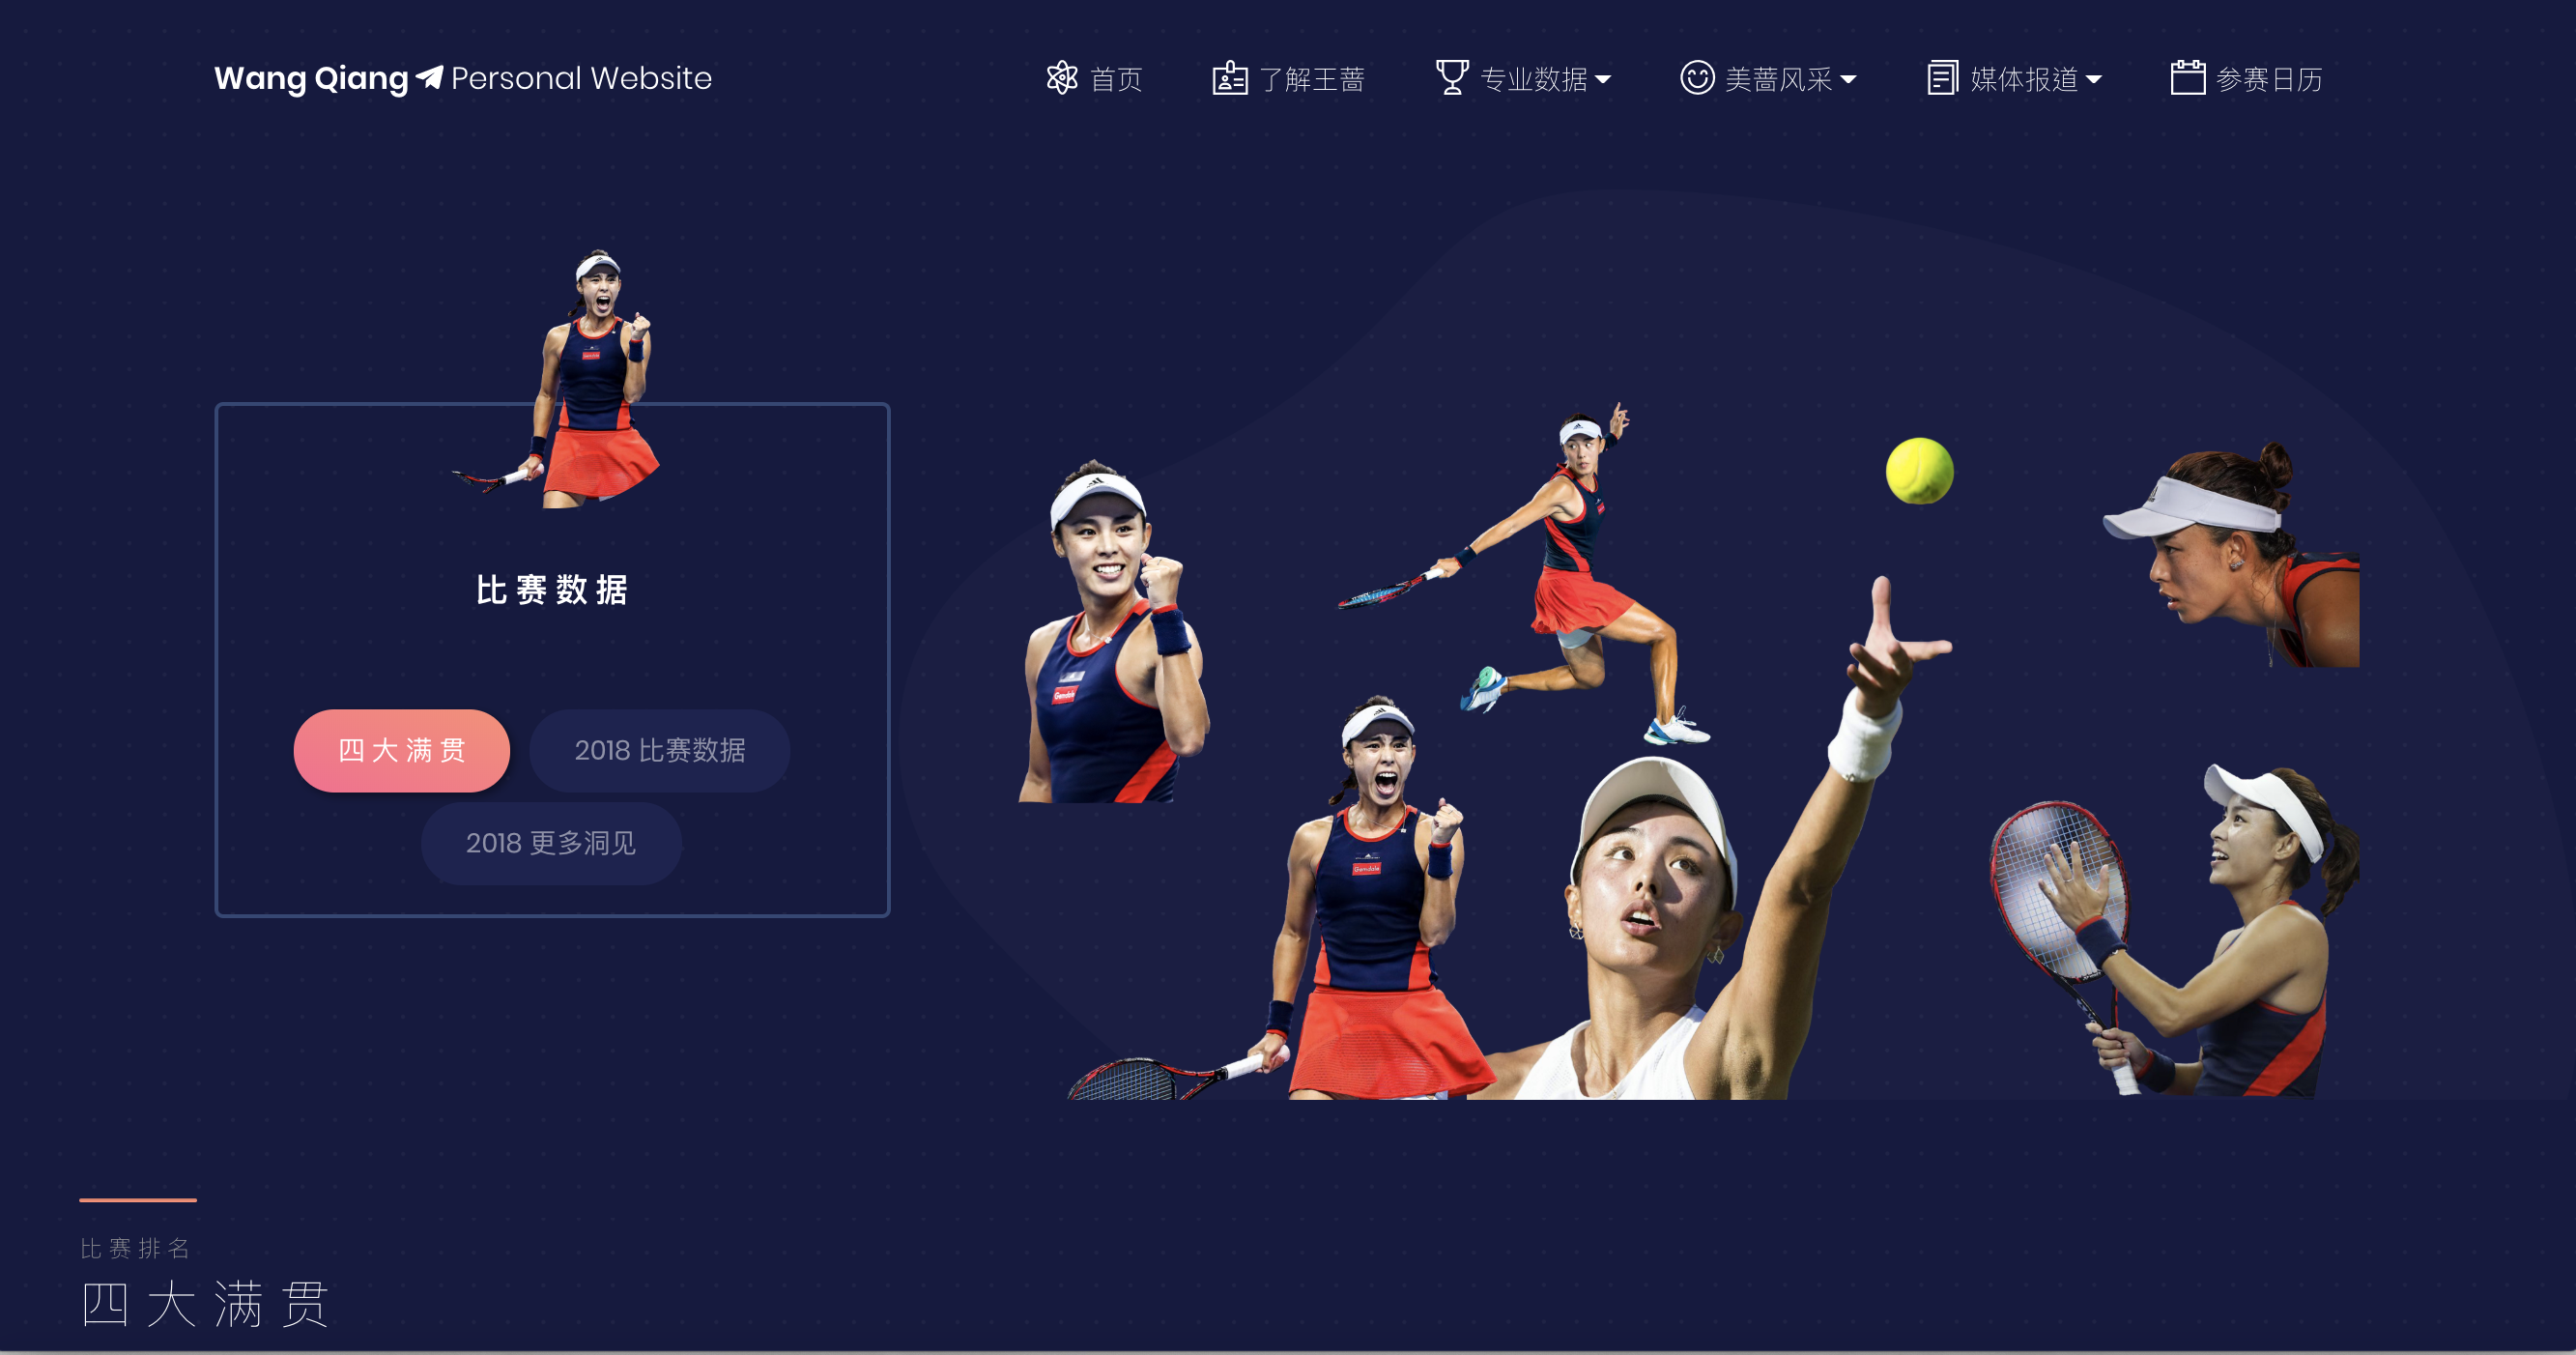 Wang Qiang Personal Website
首页 了解王蔷 专业数据 美蔷风采 媒体报道 参赛日历
比赛数据
四大满贯 2018 比赛数据
2018 更多洞见
Gemdale
Gemdale
比赛排名
四大满贯